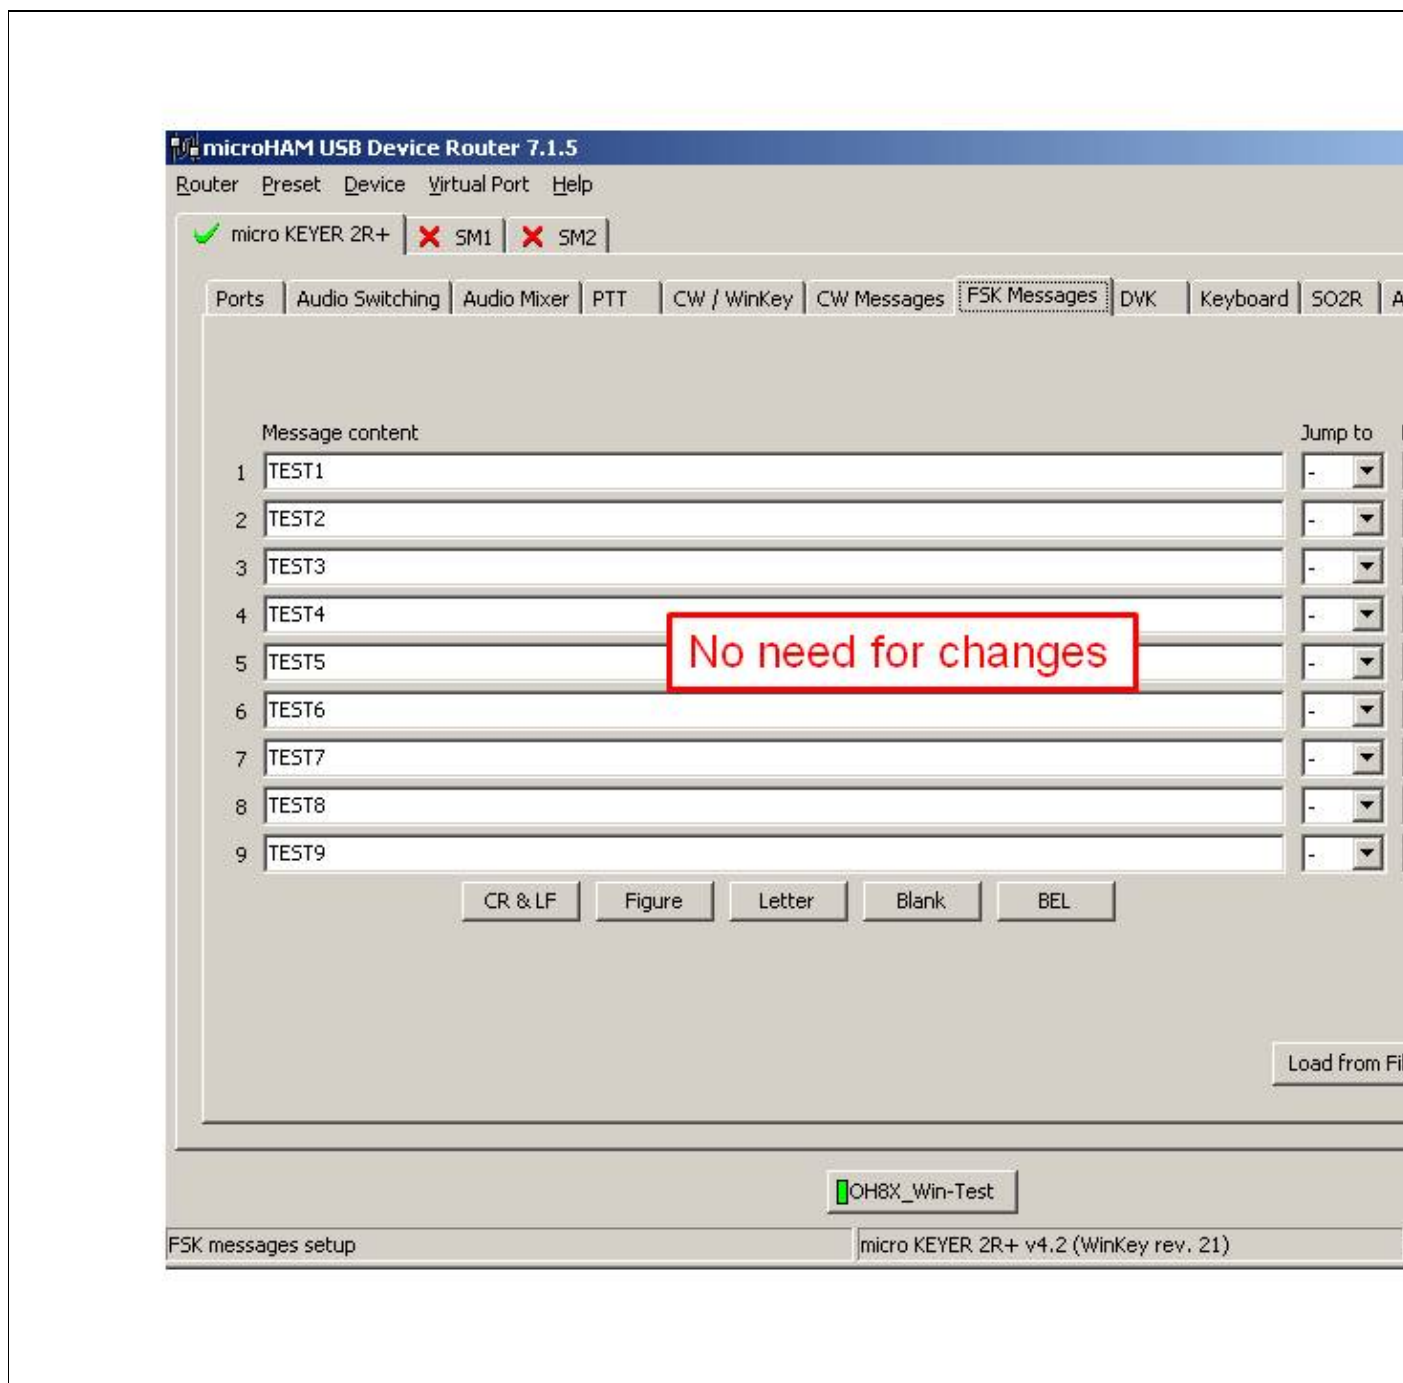 microHAM USB Device Router 7.1.5
Router Preset Device Virtual Port Help
micro KEYER 2R+ SM1 SM2
Ports Audio Switching Audio Mixer PTT CW / WinKey CW Messages FSK Messages DVK Keyboard SO2R A
Message content Jump to
1 TEST1 -
2 TEST2 -
3 TEST3 -
4 TEST4 -
No need for changes
5 TEST5 -
6 TEST6 -
7 TEST7 -
8 TEST8 -
9 TEST9 -
CR & LF Figure Letter Blank BEL
Load from Fil
OH8X_Win-Test
FSK messages setup micro KEYER 2R+ v4.2 (WinKey rev. 21)